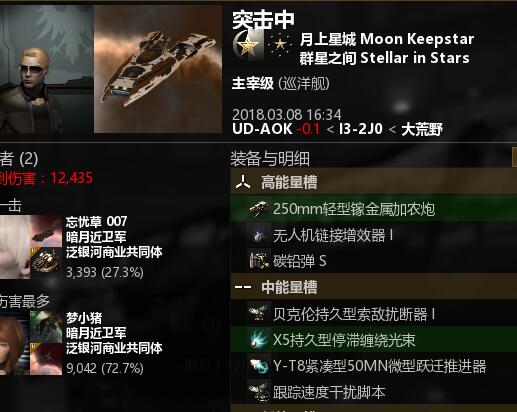 突击中
月上星城 Moon Keepstar
群星之间 Stellar in Stars
主宰级 (巡洋舰)
2018.03.08 16:34
UD-AOK -0.1 < I3-2J0 < 大荒野
者 (2)
到伤害：12,435
一击
忘忧草 007
暗月近卫军
泛银河商业共同体
3,393 (27.3%)
伤害最多
梦小猪
暗月近卫军
泛银河商业共同体
9,042 (72.7%)
装备与明细
高能量槽
250mm轻型镓金属加农炮
无人机链接增效器 I
碳铅弹 S
中能量槽
贝克伦持久型索敌扰断器 I
X5持久型停滞缠绕光束
Y-T8紧凑型50MN微型跃迁推进器
跟踪速度干扰脚本